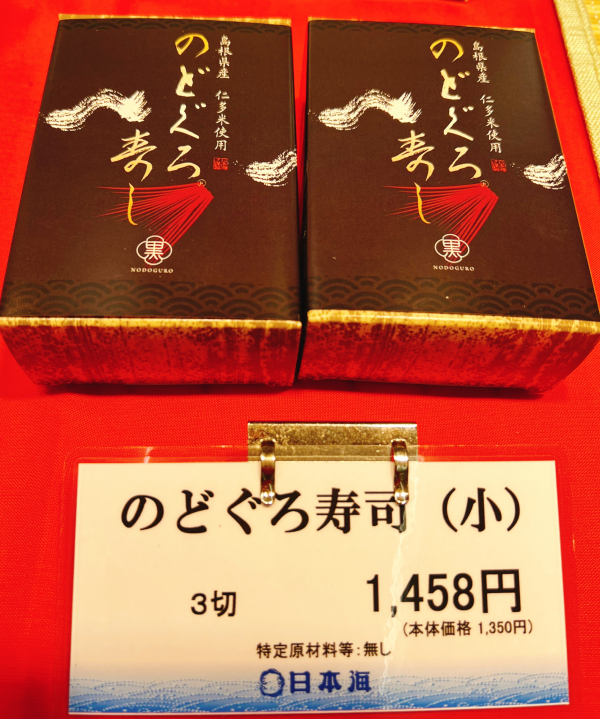 島根県産 仁多米使用
のどぐろ
寿し
黒
NODOGURO
島根県産 仁多米使用
のどぐろ
寿し
黒
NODOGURO
のどぐろ寿司（小）
3切 1,458円
（本体価格 1,350円）
特定原材料等：無し
日本海